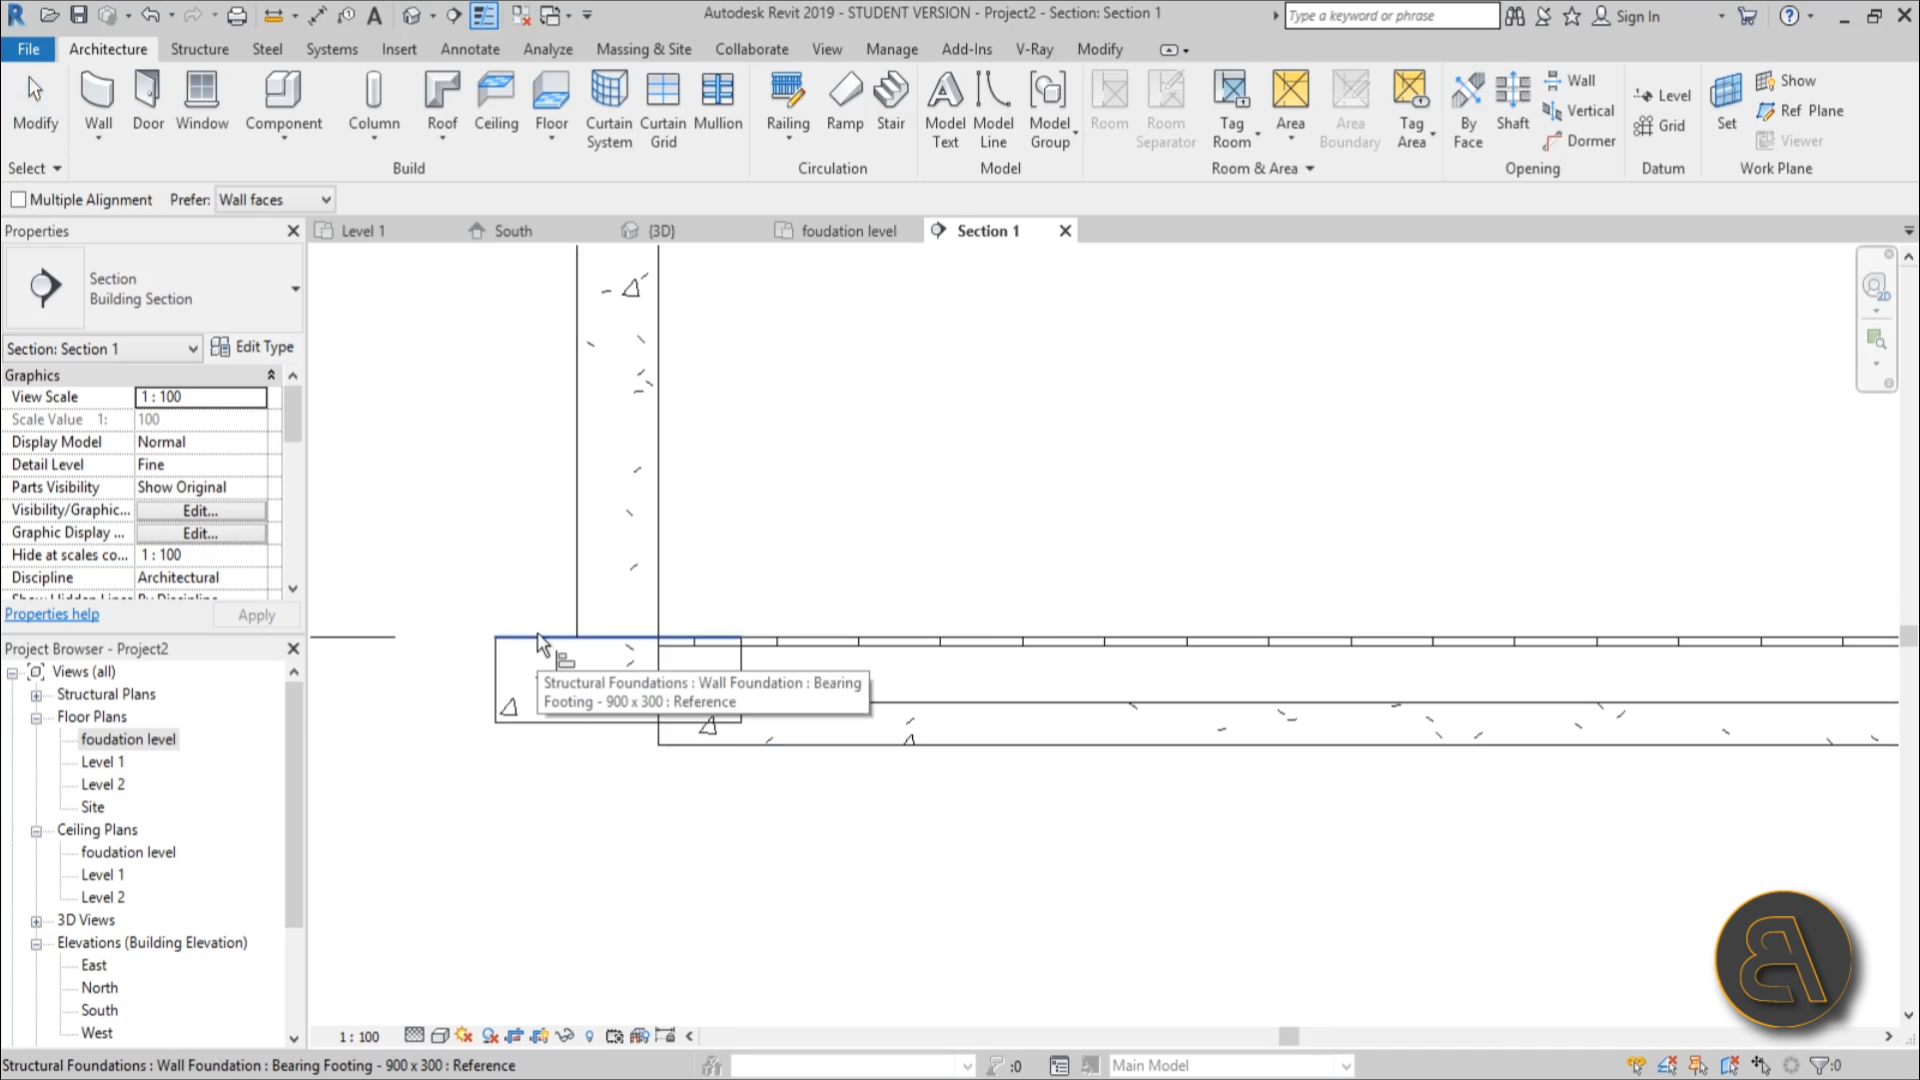 Autodesk Revit 2019 - STUDENT VERSION - Project2 - Section: Section 1
Type a keyword or phrase
Sign In
File
Architecture
Structure
Steel
Systems
Insert
Annotate
Analyze
Massing & Site
Collaborate
View
Manage
Add-Ins
V-Ray
Modify
Modify
Wall
Door
Window
Component
Column
Roof
Ceiling
Floor
Curtain
System
Curtain
Grid
Mullion
Railing
Ramp
Stair
Model
Text
Model
Line
Model
Group
Room
Room
Separator
Tag
Room
Area
Area
Boundary
Tag
Area
By
Face
Shaft
Wall
Vertical
Dormer
Level
Grid
Set
Show
Ref Plane
Viewer
Select
Build
Circulation
Model
Room & Area
Opening
Datum
Work Plane
Multiple Alignment
Prefer:
Wall faces
Properties
Level 1
South
{3D}
foudation level
Section 1
Section
Building Section
Section: Section 1
Edit Type
Graphics
View Scale
1 : 100
Scale Value 1:
100
Display Model
Normal
Detail Level
Fine
Parts Visibility
Show Original
Visibility/Graphic...
Edit...
Graphic Display ...
Edit...
Hide at scales co...
1 : 100
Discipline
Architectural
Properties help
Apply
Project Browser - Project2
Views (all)
Structural Plans
Floor Plans
foudation level
Level 1
Level 2
Site
Ceiling Plans
foudation level
Level 1
Level 2
3D Views
Elevations (Building Elevation)
East
North
South
West
Structural Foundations : Wall Foundation : Bearing
Footing - 900 x 300 : Reference
2D
1 : 100
Structural Foundations : Wall Foundation : Bearing Footing - 900 x 300 : Reference
:0
Main Model
:0